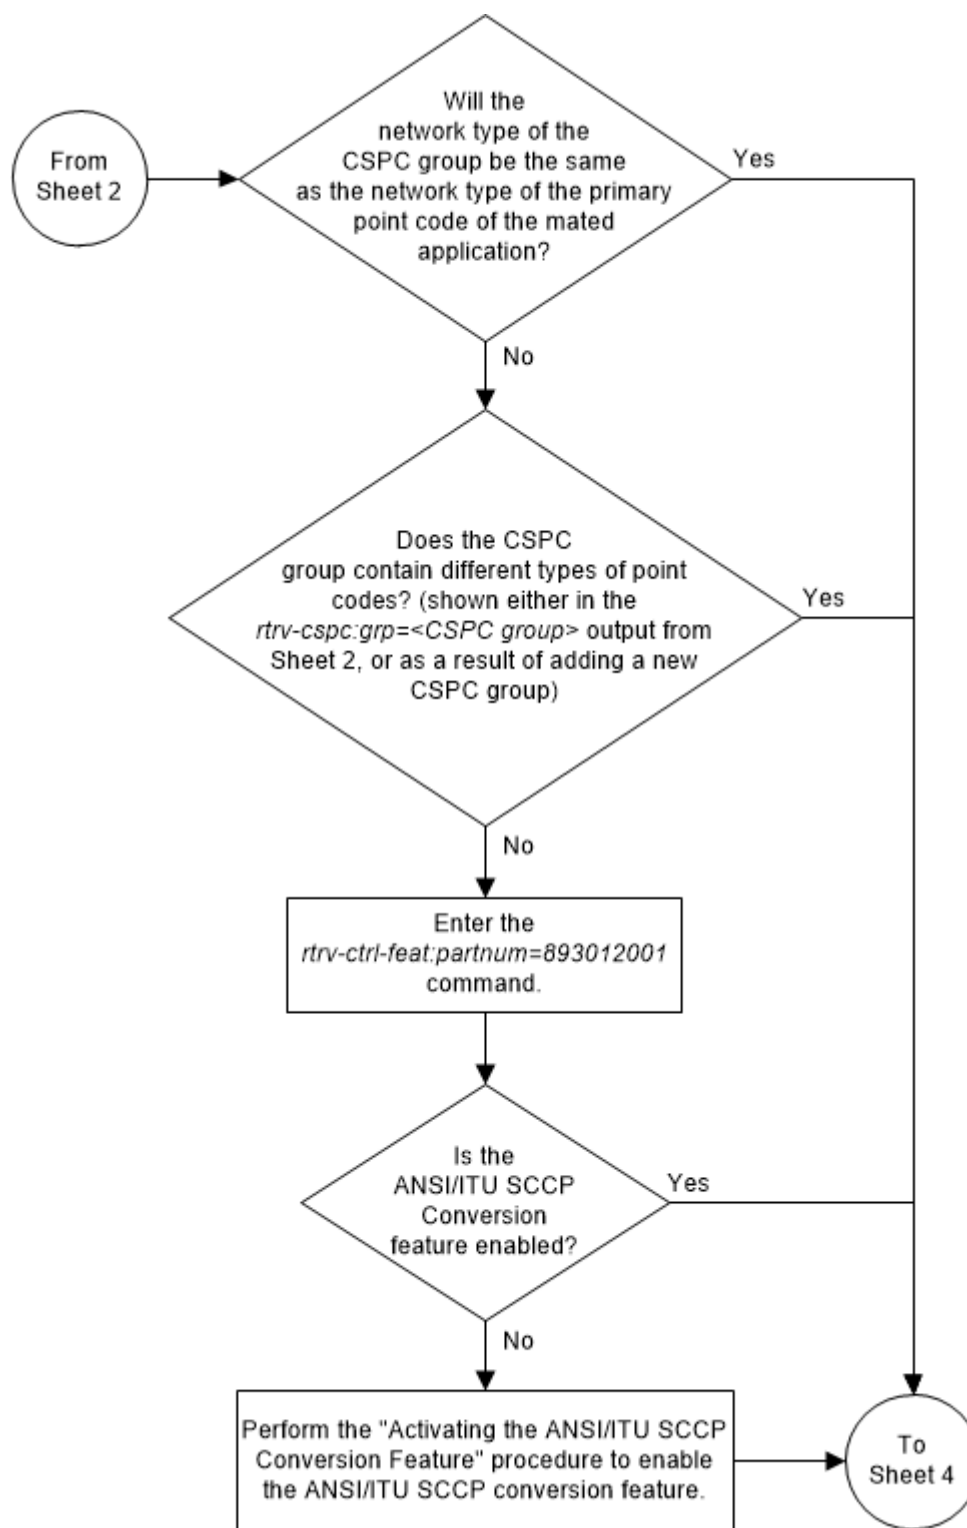 From
Sheet 2
Will the
network type of the
CSPC group be the same
as the network type of the primary
point code of the mated
application?
Yes
No
Does the CSPC
group contain different types of point
codes? (shown either in the
rtrv-cspc:grp=<CSPC group> output from
Sheet 2, or as a result of adding a new
CSPC group)
Yes
No
Enter the
rtrv-ctrl-feat:partnum=893012001
command.
Is the
ANSI/ITU SCCP
Conversion
feature enabled?
Yes
No
Perform the "Activating the ANSI/ITU SCCP
Conversion Feature" procedure to enable
the ANSI/ITU SCCP conversion feature.
To
Sheet 4